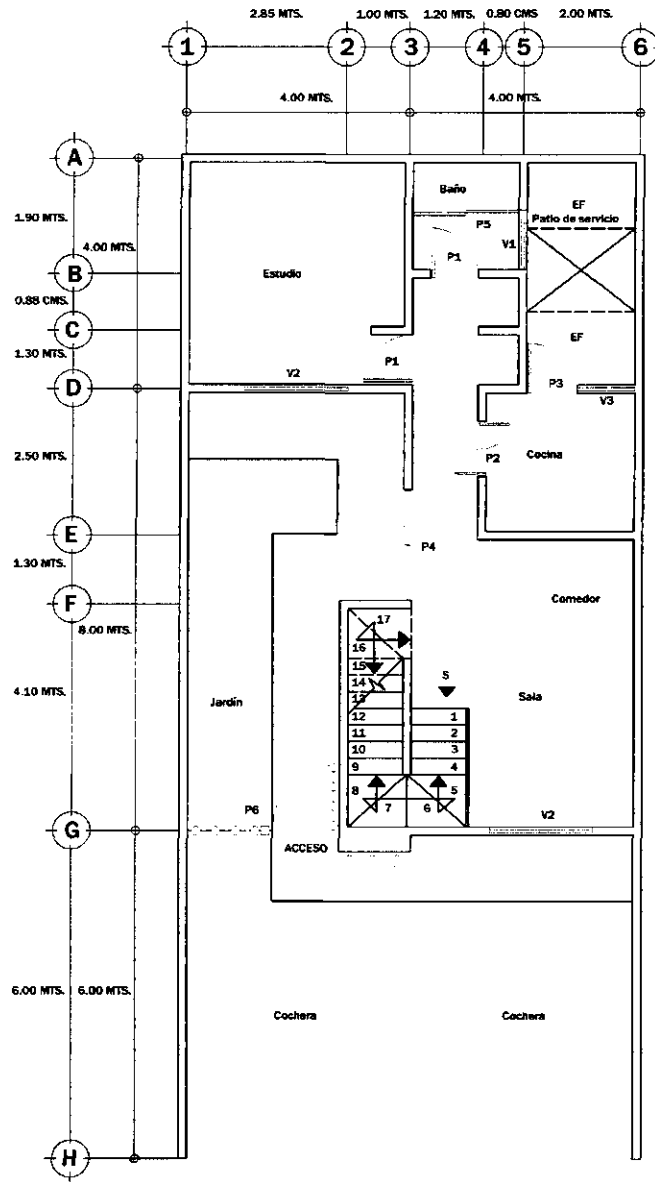 2.85 MTS. 1.00 MTS. 1.20 MTS. 0.80 CMS 2.00 MTS.
1 2 3 4 5 6
4.00 MTS. 4.00 MTS.
A
Baño
EF
1.90 MTS.
Patio de servicio
P5
4.00 MTS.
V1
P1
B
Estudio
0.88 CMS.
C
EF
1.30 MTS.
P1
V2
P3
D
V3
2.50 MTS.
P2
Cocina
E
P4
1.30 MTS.
Comedor
F
17
8.00 MTS.
16
15
S
14
4.10 MTS.
Jardín
13
Sala
12 1
11 2
10 3
9 4
8 5
7 6
P6
V2
G
ACCESO
6.00 MTS. 6.00 MTS.
Cochera Cochera
H